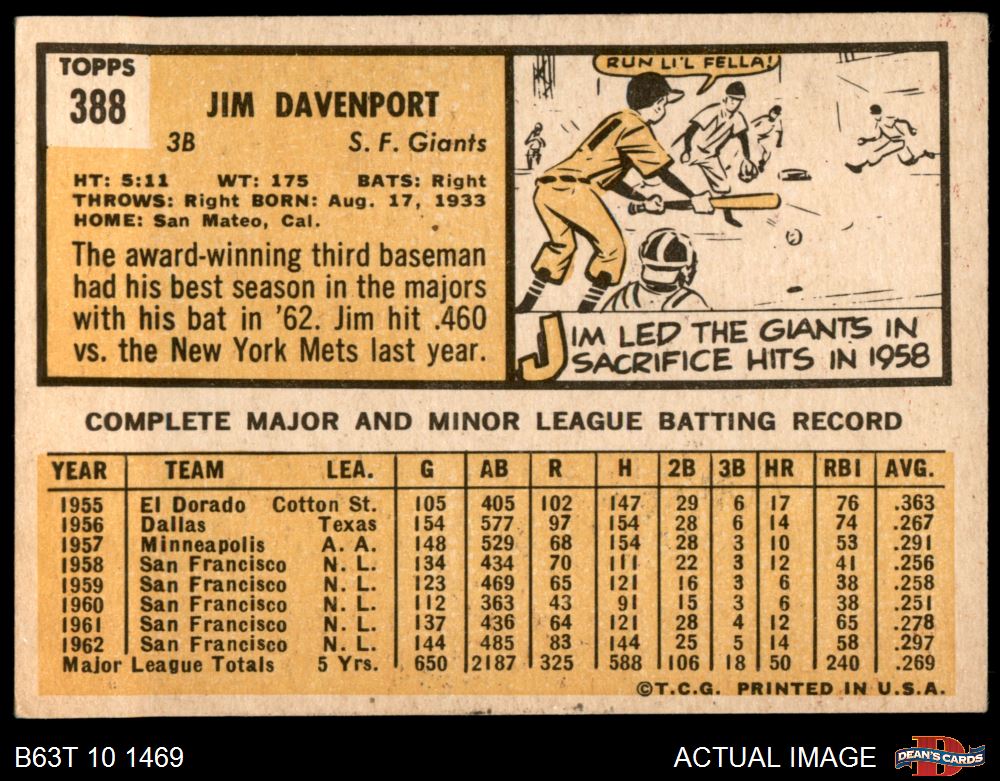 TOPPS
388
JIM DAVENPORT
3B S. F. Giants
HT: 5:11 WT: 175 BATS: Right
THROWS: Right BORN: Aug. 17, 1933
HOME: San Mateo, Cal.
The award-winning third baseman
had his best season in the majors
with his bat in '62. Jim hit .460
vs. the New York Mets last year.
RUN LI'L FELLA!
1
JIM LED THE GIANTS IN
SACRIFICE HITS IN 1958
COMPLETE MAJOR AND MINOR LEAGUE BATTING RECORD
YEAR TEAM LEA. G AB R H 2B 3B HR RBI AVG.
1955 El Dorado Cotton St. 105 405 102 147 29 6 17 76 .363
1956 Dallas Texas 154 577 97 154 28 6 14 74 .267
1957 Minneapolis A. A. 148 529 68 154 28 3 10 53 .291
1958 San Francisco N. L. 134 434 70 111 22 3 12 41 .256
1959 San Francisco N. L. 123 469 65 121 16 3 6 38 .258
1960 San Francisco N. L. 112 363 43 91 15 3 6 38 .251
1961 San Francisco N. L. 137 436 64 121 28 4 12 65 .278
1962 San Francisco N. L. 144 485 83 144 25 5 14 58 .297
Major League Totals 5 Yrs. 650 2187 325 588 106 18 50 240 .269
©T.C.G. PRINTED IN U.S.A.
B63T 10 1469
ACTUAL IMAGE
D
DEAN'S CARDS